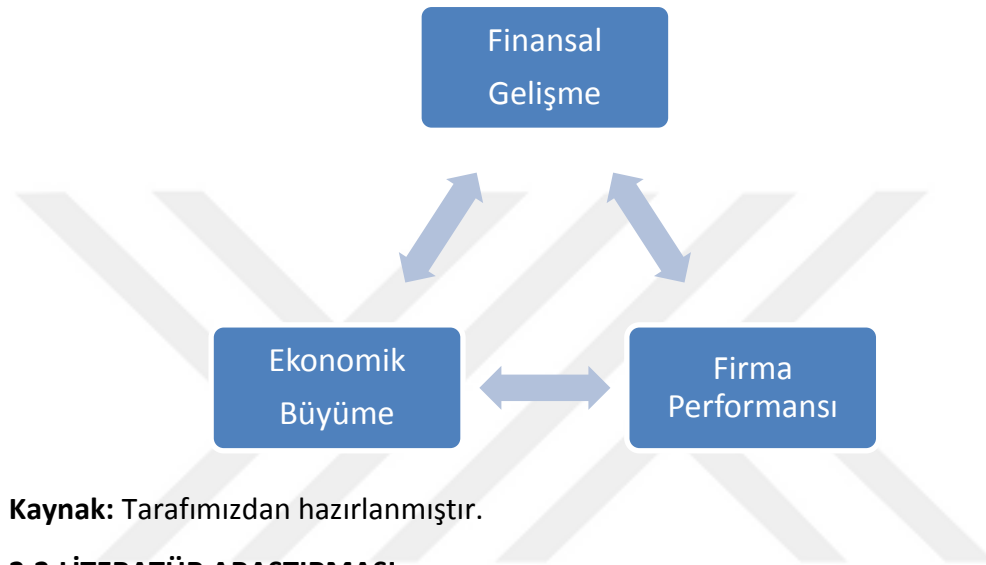 Finansal
Gelişme
Ekonomik
Büyüme
Firma
Performansı
Kaynak: Tarafımızdan hazırlanmıştır.